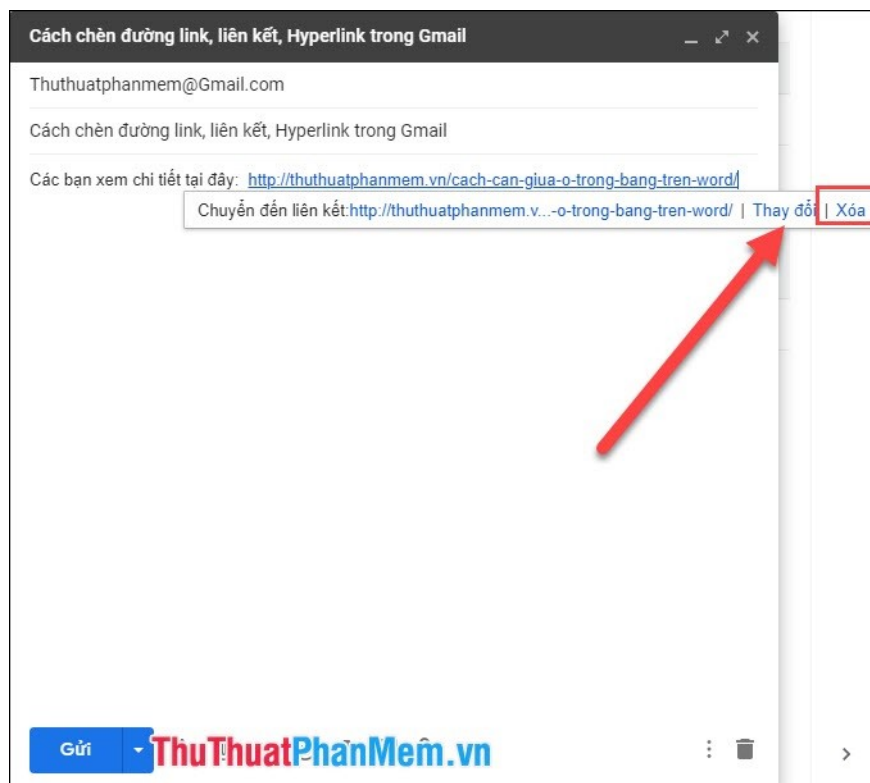 Cách chèn đường link, liên kết, Hyperlink trong Gmail
Thuthuatphanmem@Gmail.com
Cách chèn đường link, liên kết, Hyperlink trong Gmail
Các bạn xem chi tiết tại đây: http://thuthuatphanmem.vn/cach-can-giua-o-trong-bang-tren-word/
Chuyển đến liên kết:http://thuthuatphanmem.v...-o-trong-bang-tren-word/ | Thay đổi | Xóa
Gửi
ThuThuatPhanMem.vn